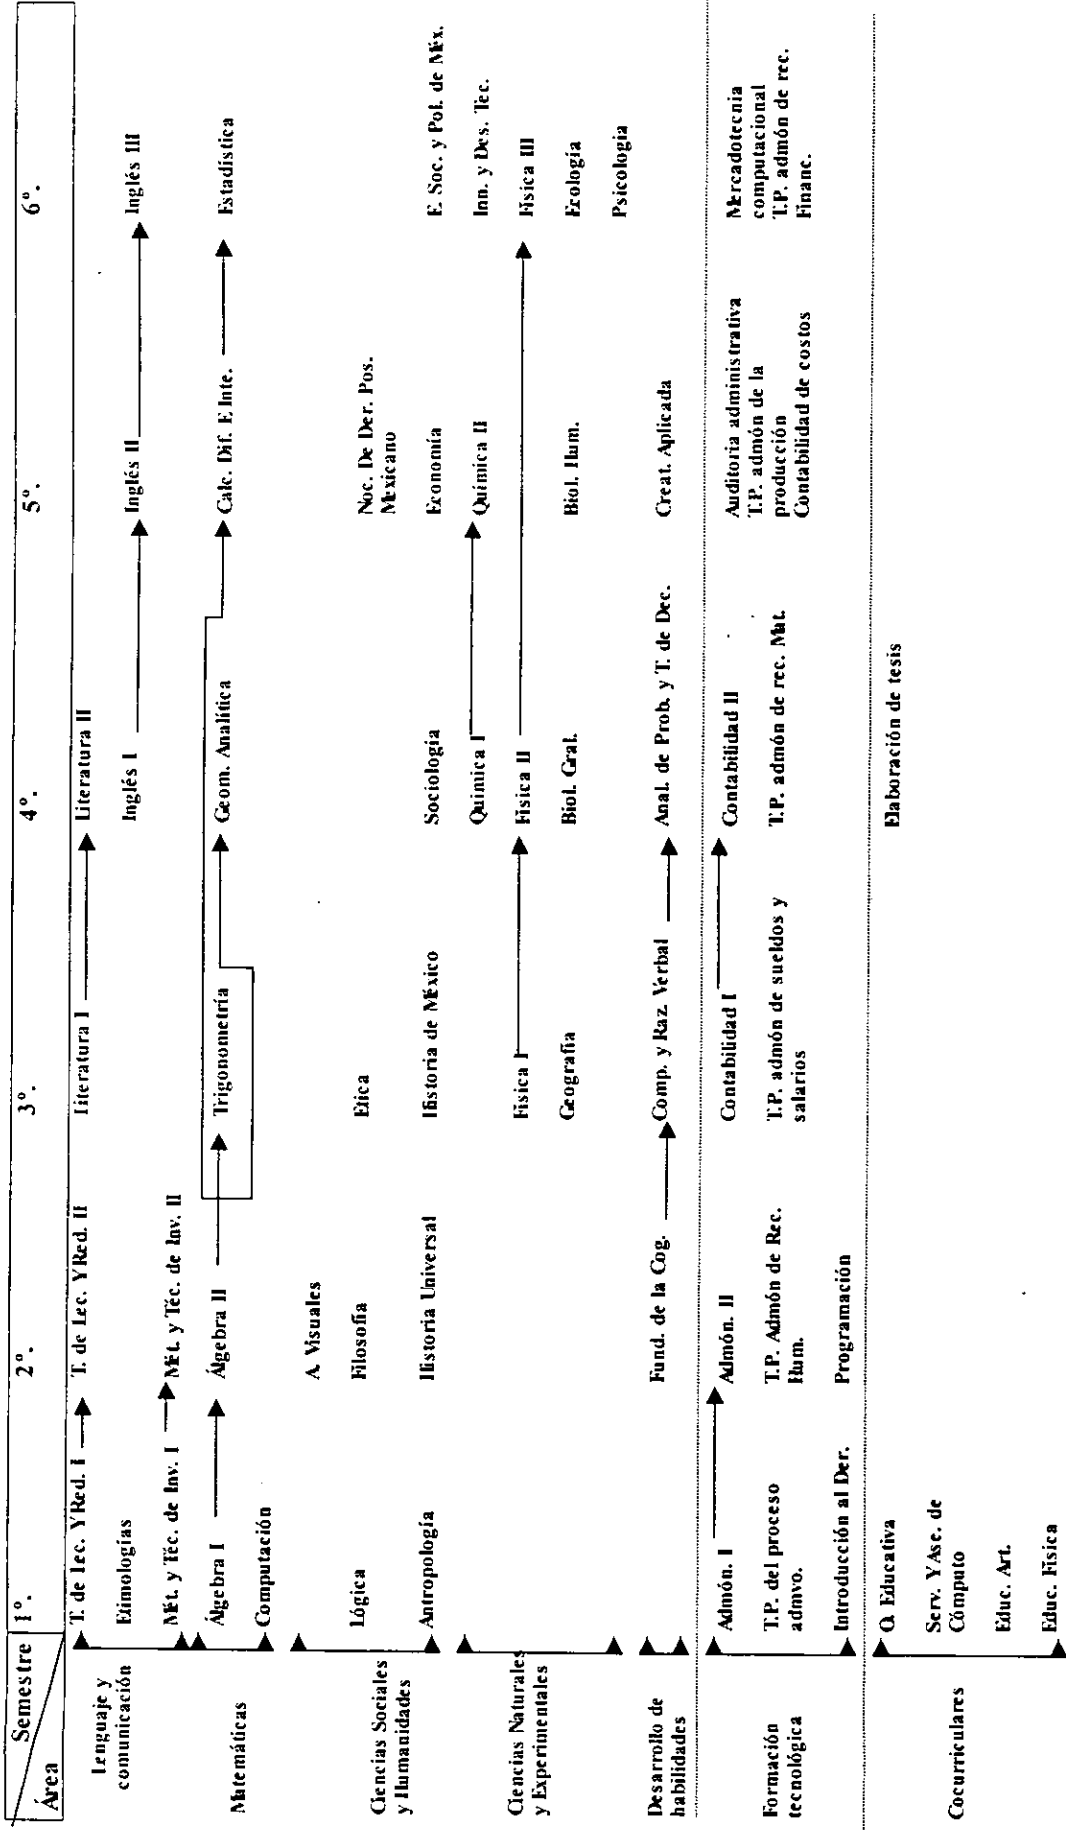 Semestre
Área
1°.
2°.
3°.
4°.
5°.
6°.
Lenguaje y
comunicación
T. de Lec. Y Red. I
T. de Lec. Y Red. II
Literatura I
Literatura II
Etimologías
Inglés I
Inglés II
Inglés III
Mét. y Téc. de Inv. I
Mét. y Téc. de Inv. II
Matemáticas
Álgebra I
Álgebra II
Trigonometría
Geom. Analítica
Calc. Dif. E Inte.
Estadística
Computación
Ciencias Sociales
y Humanidades
A. Visuales
Lógica
Filosofía
Etica
Noc. De Der. Pos.
Mexicano
Antropología
Historia Universal
Historia de México
Sociología
Economía
E. Soc. y Pol. de Méx.
Ciencias Naturales
y Experimentales
Quimica I
Química II
Inn. y Des. Tec.
Fisica I
Fisica II
Física III
Geografía
Biol. Gral.
Biol. Hum.
Ecología
Psicologia
Desarrollo de
habilidades
Fund. de la Cog.
Comp. y Raz. Verbal
Anal. de Prob. y T. de Dec.
Creat. Aplicada
Formación
tecnológica
Admón. I
Admón. II
Contabilidad I
Contabilidad II
Auditoria administrativa
T.P. admón de la
producción
Contabilidad de costos
Mercadotecnia
computacional
T.P. admón de rec.
Financ.
T.P. del proceso
admvo.
T.P. Admón de Rec.
Hum.
T.P. admón de sueldos y
salarios
T.P. admón de rec. Mat.
Introducción al Der.
Programación
Cocurriculares
O. Educativa
Elaboración de tesis
Serv. Y Ase. de
Cómputo
Educ. Art.
Educ. Fisica